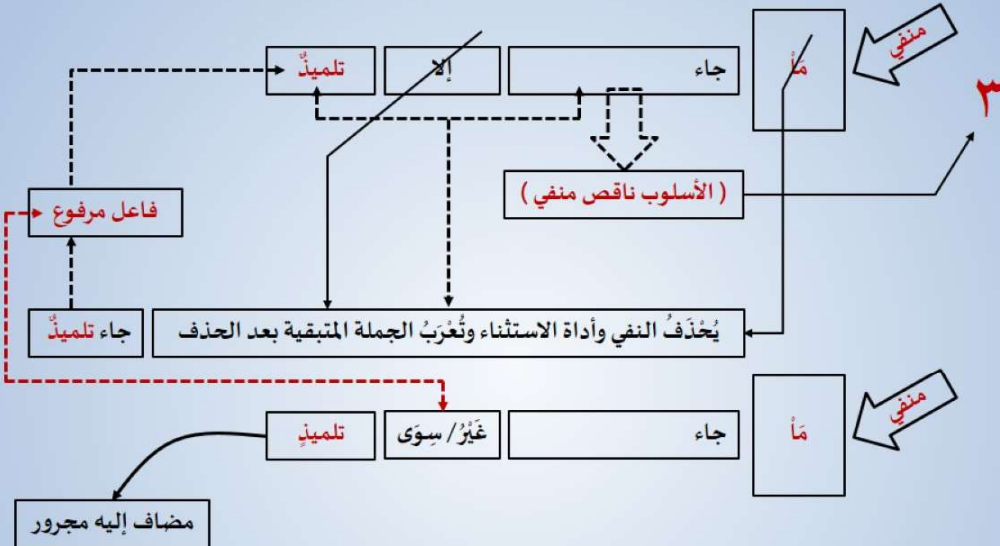 منفي
مَاْ
جاء
إلا
تلميذٌ
٣
( الأسلوب ناقص منفي )
فاعل مرفوع
يُحْذَفُ النفي وأداة الاستثناء وتُعْرَبُ الجملة المتبقية بعد الحذف
جاء تلميذٌ
منفي
مَاْ
جاء
غَيْرُ / سِوَى
تلميذٍ
مضاف إليه مجرور